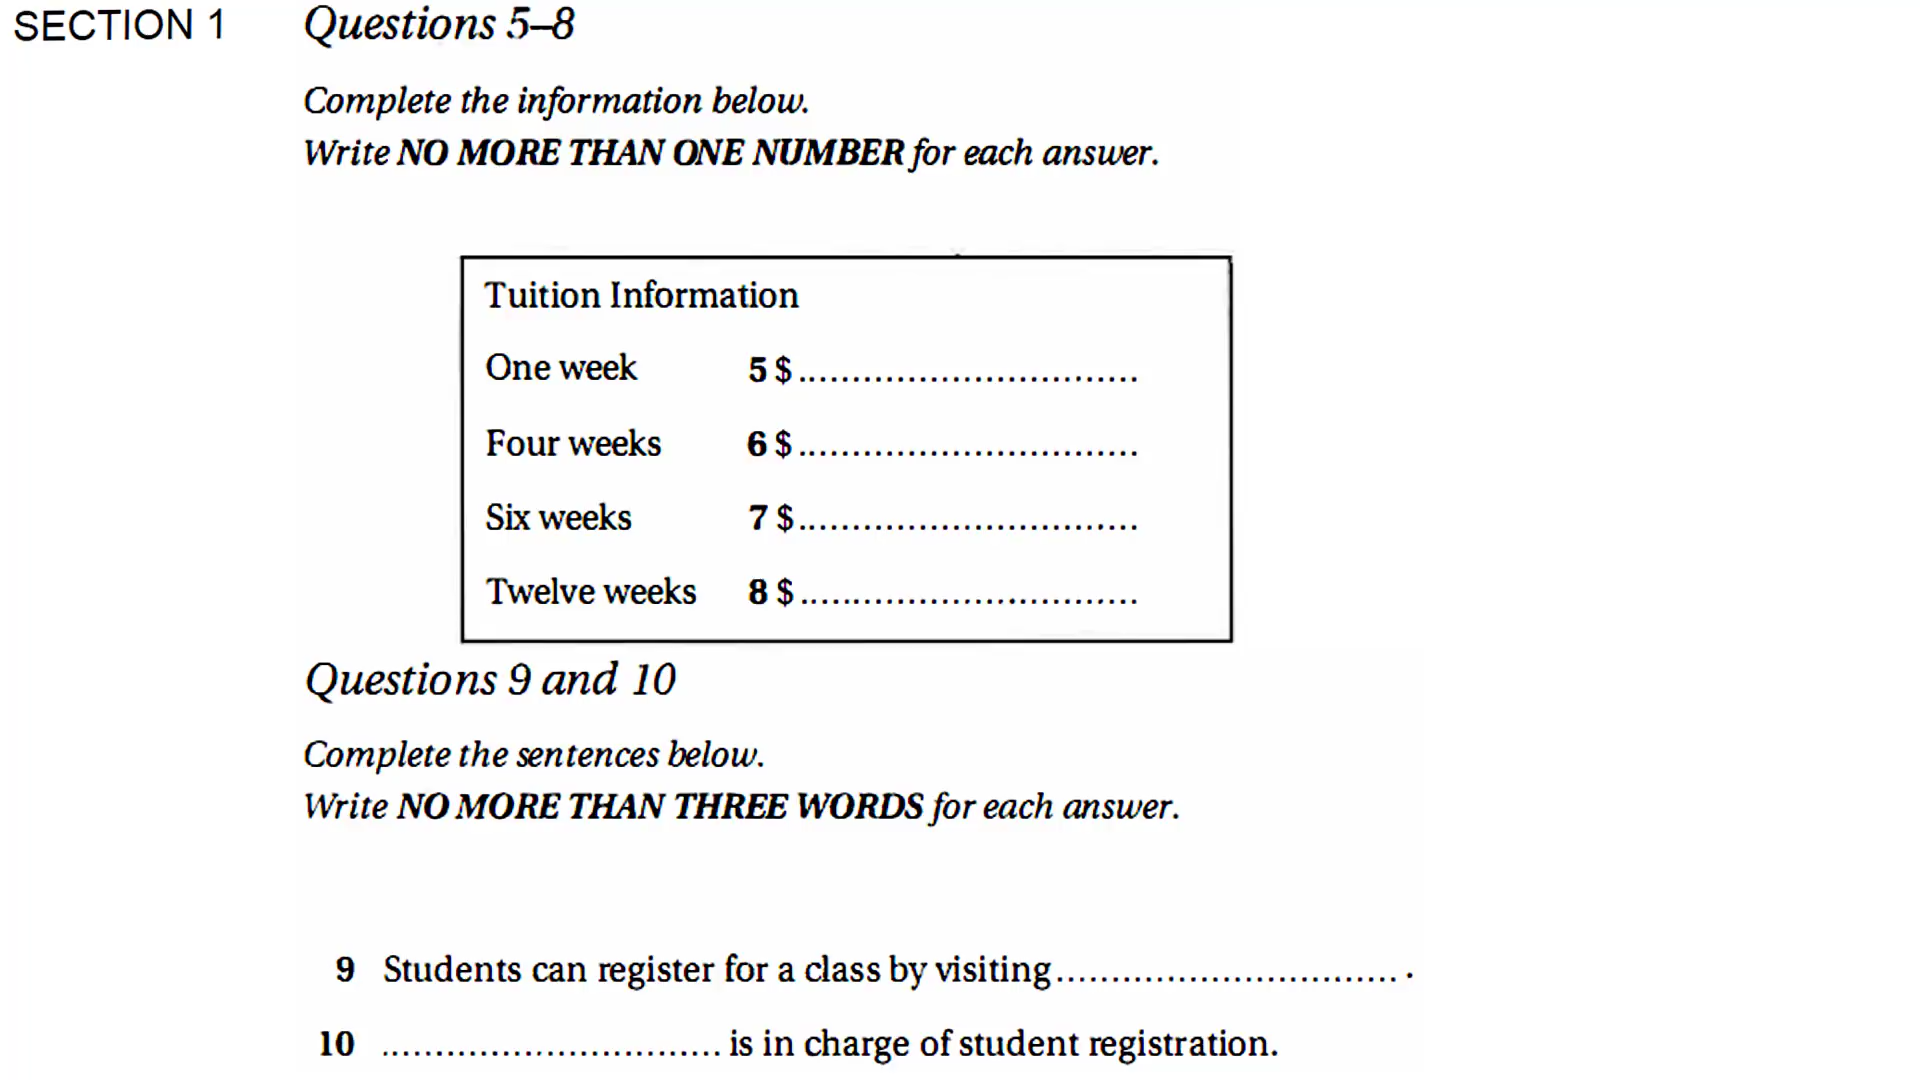 SECTION 1 Questions 5–8
Complete the information below.
Write NO MORE THAN ONE NUMBER for each answer.
Tuition Information
One week 5 $................................
Four weeks 6 $................................
Six weeks 7 $................................
Twelve weeks 8 $................................
Questions 9 and 10
Complete the sentences below.
Write NO MORE THAN THREE WORDS for each answer.
9 Students can register for a class by visiting ................................ .
10 ................................ is in charge of student registration.